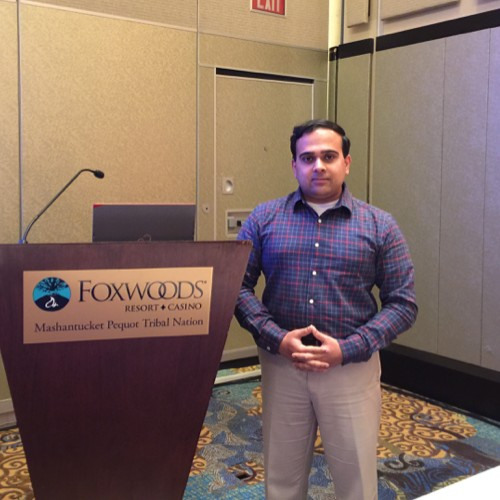 EXIT
FOXWOODS®
RESORT ♦ CASINO
Mashantucket Pequot Tribal Nation